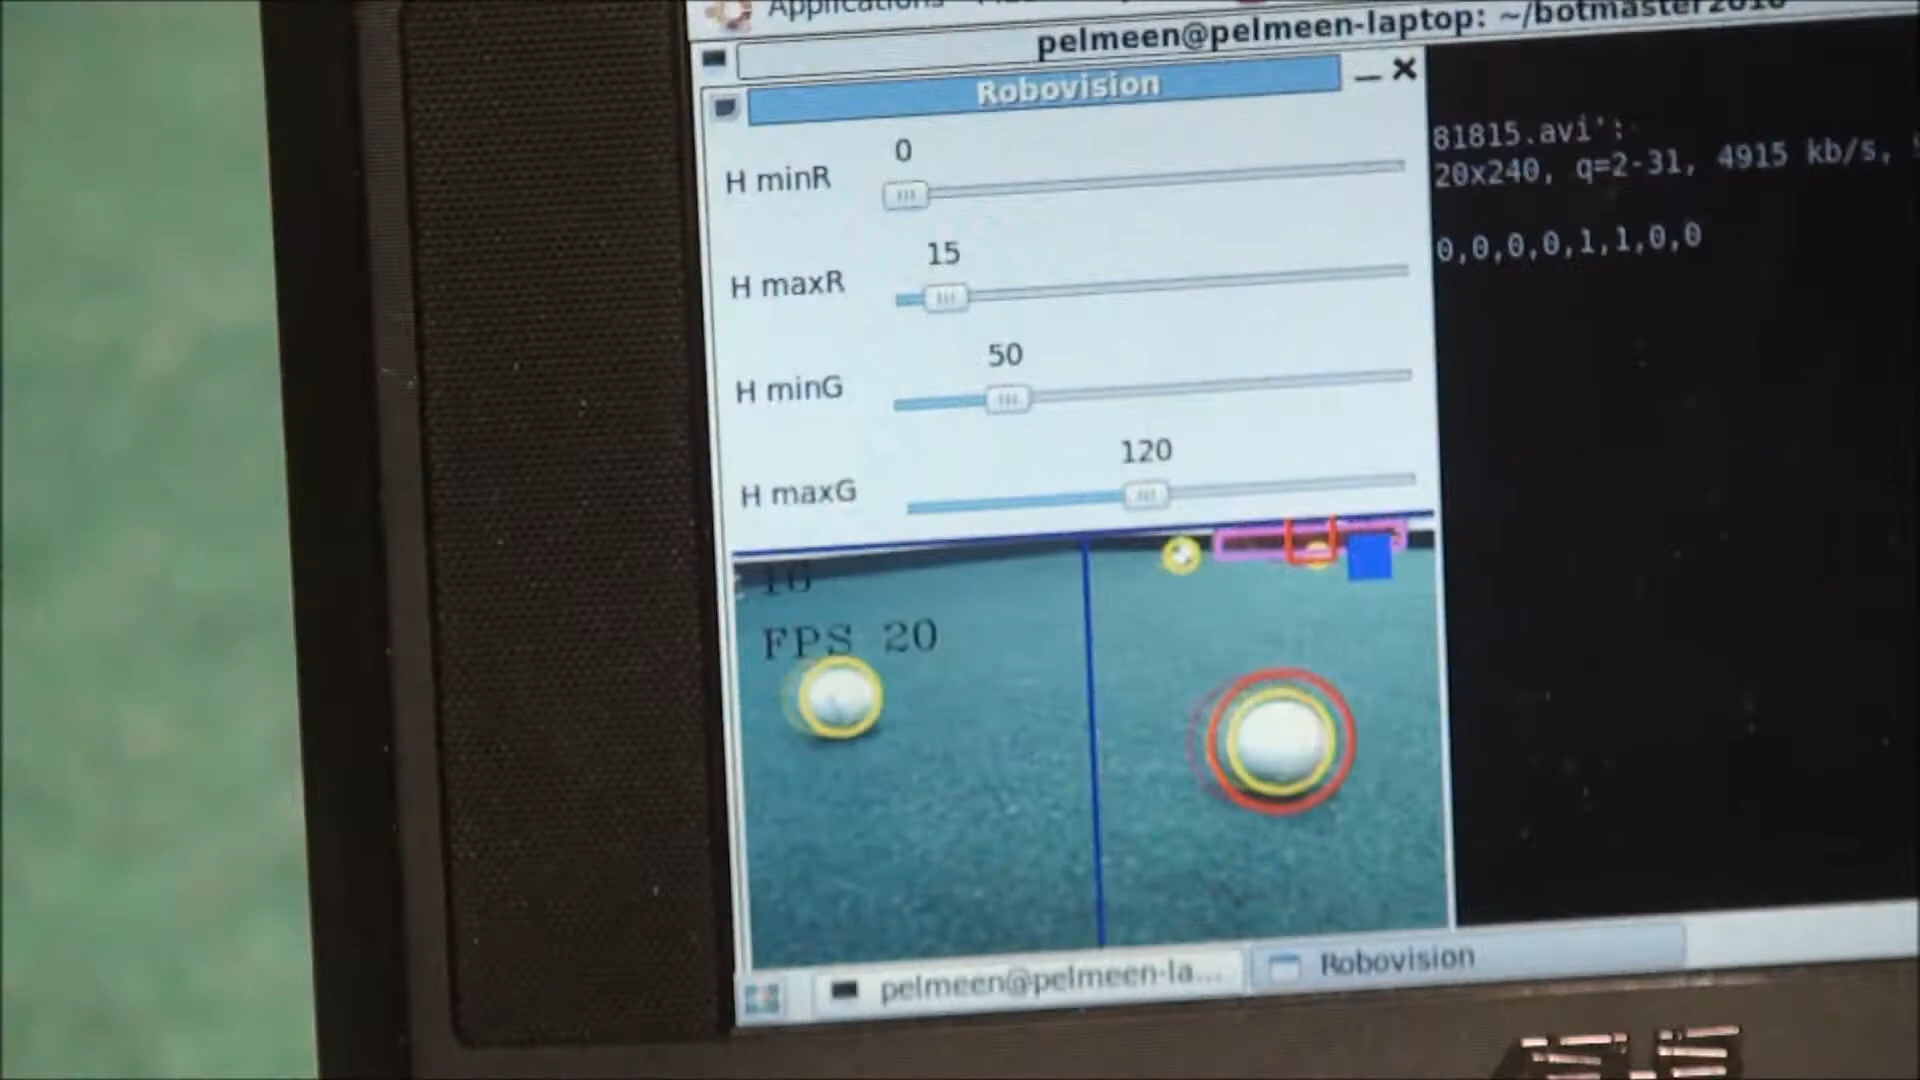 Applications
pelmeen@pelmeen-laptop: ~/botmaster2010
Robovision
81815.avi':
20x240, q=2-31, 4915 kb/s,
0,0,0,0,1,1,0,0
H minR
0
H maxR
15
H minG
50
H maxG
120
FPS 20
pelmeen@pelmeen-la...
Robovision